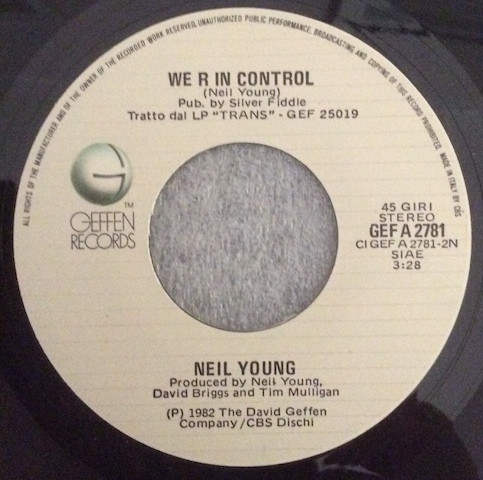 ALL RIGHTS OF THE MANUFACTURER AND OF THE OWNER OF THE RECORDED WORK RESERVED. UNAUTHORIZED PUBLIC PERFORMANCE, BROADCASTING AND COPYING OF THIS RECORD PROHIBITED. MADE IN ITALY BY CBS
WE R IN CONTROL
(Neil Young)
Pub. by Silver Fiddle
Tratto dal LP "TRANS" - GEF 25019
G
TM
GEFFEN
RECORDS
45 GIRI
STEREO
GEF A 2781
CI GEF A 2781-2N
SIAE
3:28
NEIL YOUNG
Produced by Neil Young,
David Briggs and Tim Mulligan
(P) 1982 The David Geffen
Company/CBS Dischi